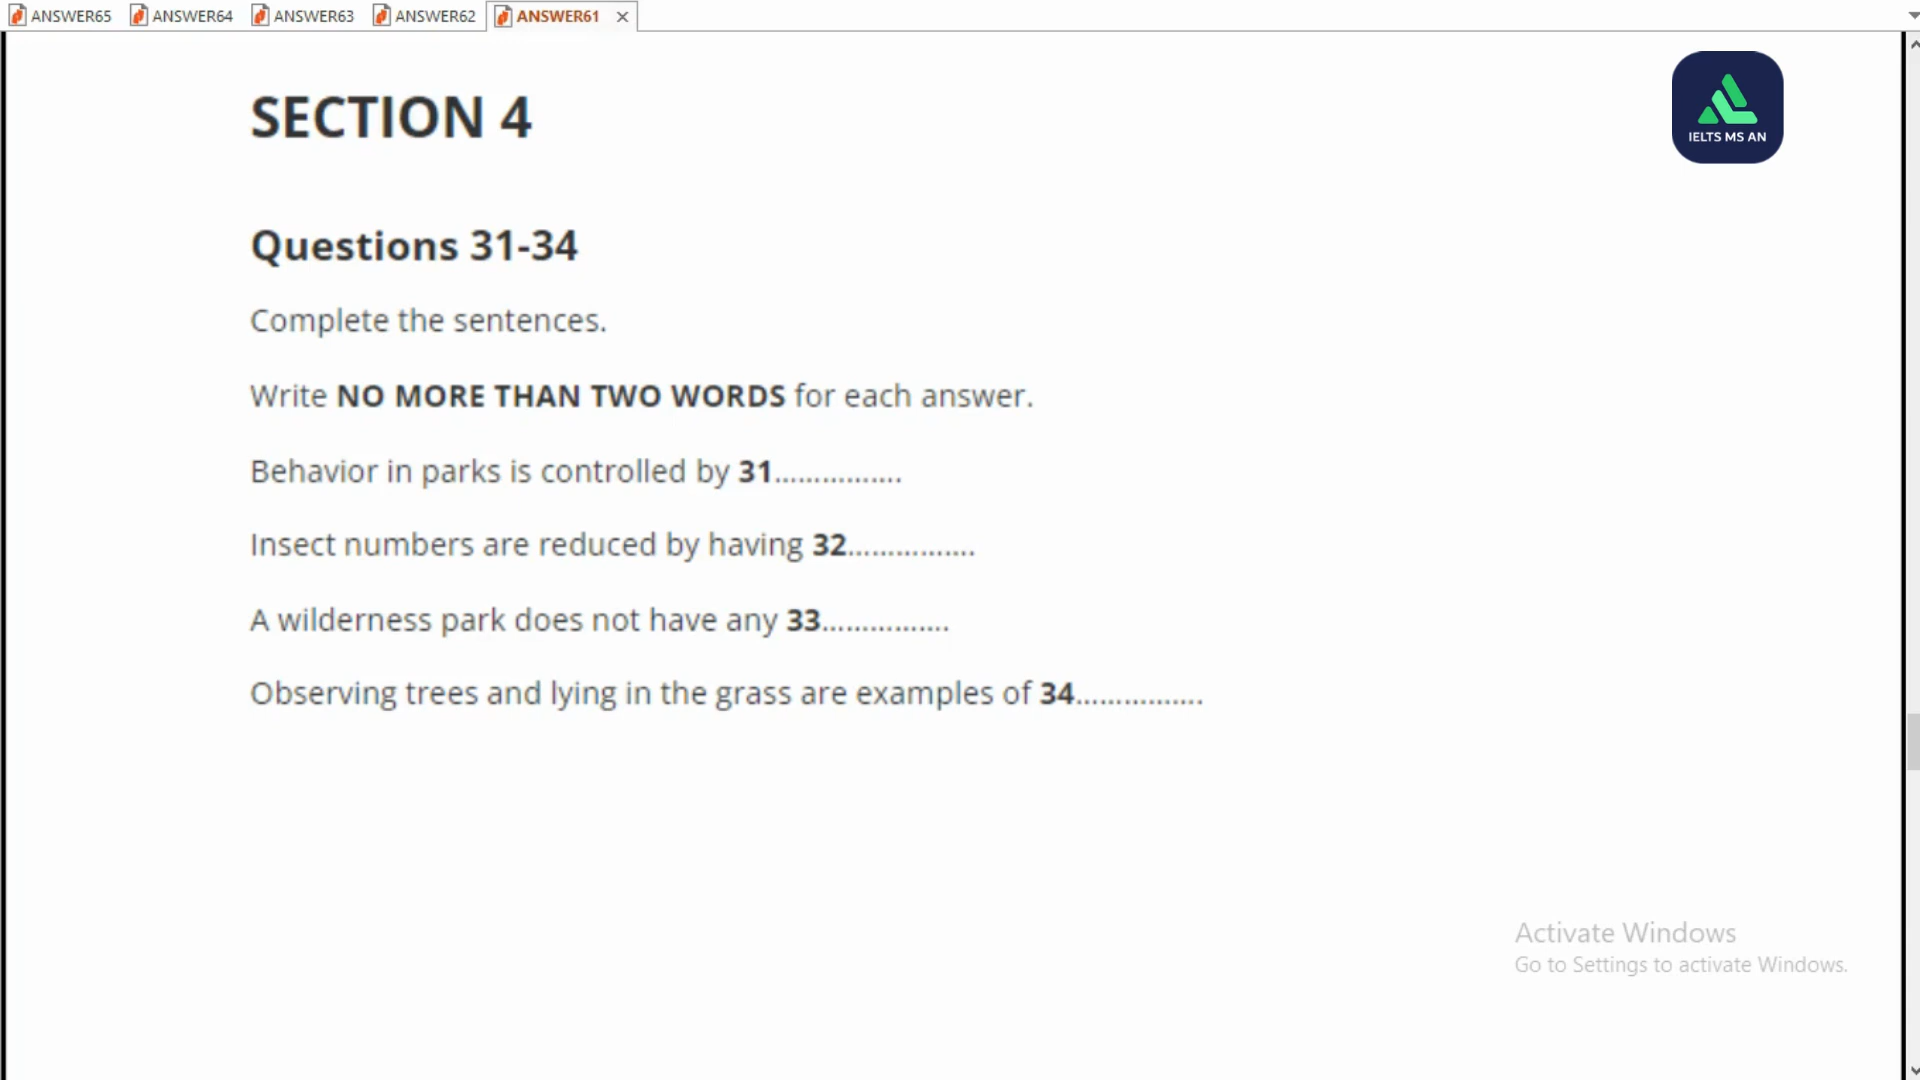 ANSWER65 ANSWER64 ANSWER63 ANSWER62 ANSWER61
SECTION 4
IELTS MS AN
Questions 31-34
Complete the sentences.
Write NO MORE THAN TWO WORDS for each answer.
Behavior in parks is controlled by 31................
Insect numbers are reduced by having 32................
A wilderness park does not have any 33................
Observing trees and lying in the grass are examples of 34................
Activate Windows
Go to Settings to activate Windows.